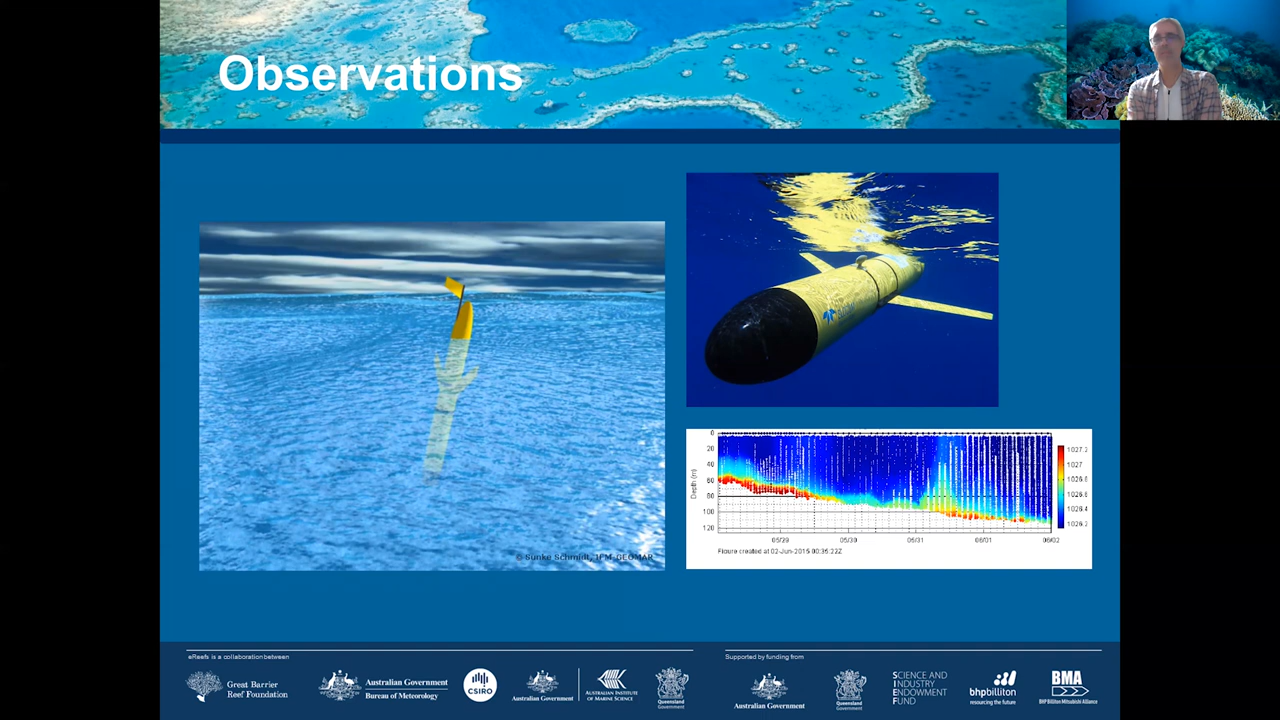 Observations
© Sunke Schmidt, IFM-GEOMAR
0
20
40
60
80
100
120
Depth (m)
05/29
05/30
05/31
06/01
06/02
1027.2
1027
1026.8
1026.6
1026.4
1026.2
Figure created at 02-Jun-2015 00:36:22Z
eReefs is a collaboration between
Great Barrier
Reef Foundation
Australian Government
Bureau of Meteorology
CSIRO
Australian Government
AUSTRALIAN INSTITUTE
OF MARINE SCIENCE
Queensland
Government
Supported by funding from
Australian Government
Queensland
Government
SCIENCE AND
INDUSTRY
ENDOWMENT
FUND
bhpbilliton
resourcing the future
BMA
BHP Billiton Mitsubishi Alliance